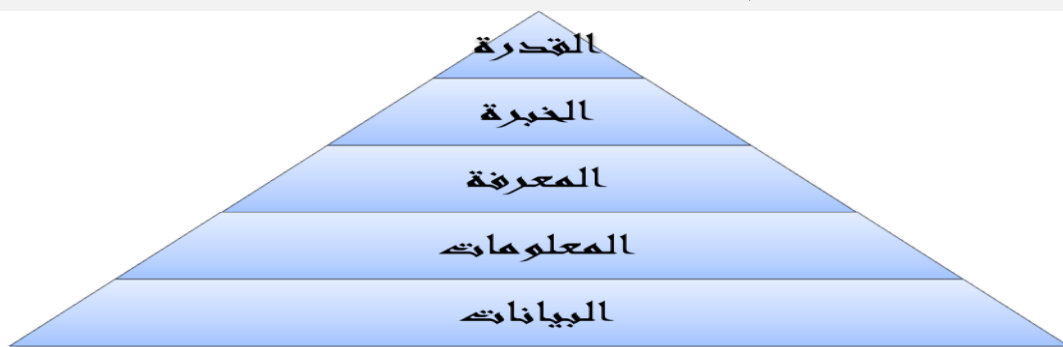 القدرة
الخبرة
المعرفة
المعلومات
البيانات